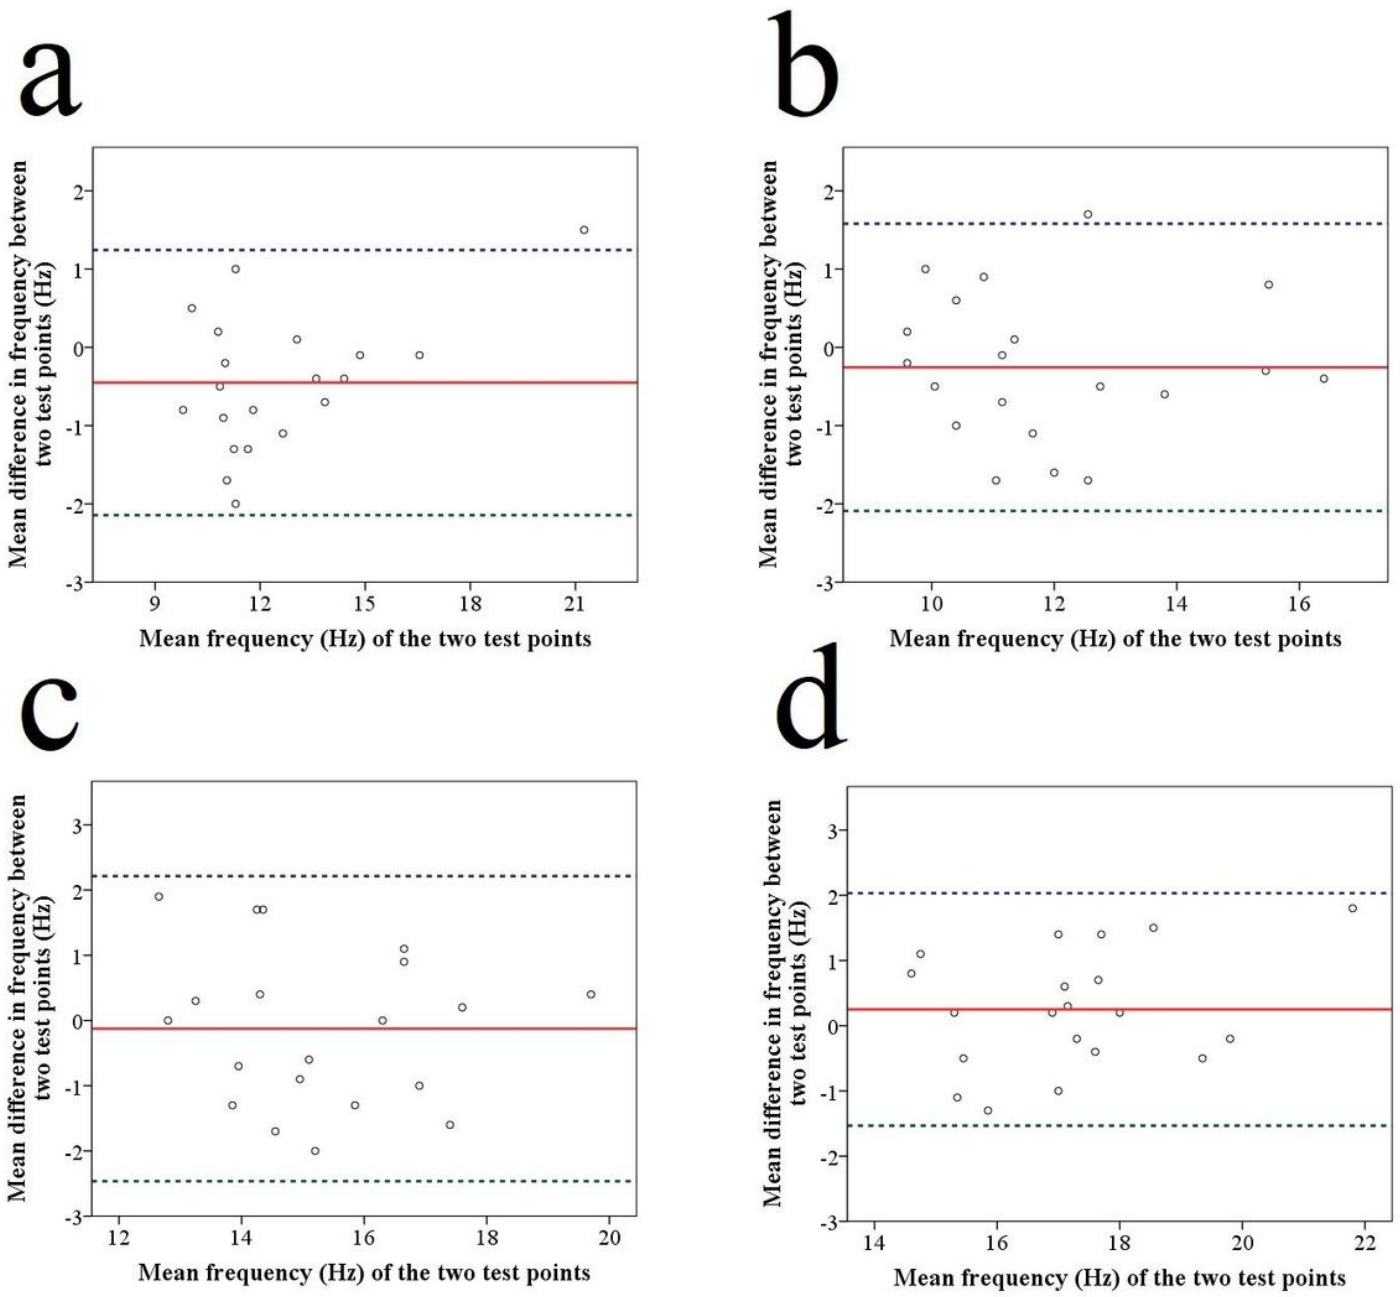 a
Mean difference in frequency between
two test points (Hz)
2
1
0
-1
-2
-3
9 12 15 18 21
Mean frequency (Hz) of the two test points
b
Mean difference in frequency between
two test points (Hz)
2
1
0
-1
-2
-3
10 12 14 16
Mean frequency (Hz) of the two test points
c
Mean difference in frequency between
two test points (Hz)
3
2
1
0
-1
-2
-3
12 14 16 18 20
Mean frequency (Hz) of the two test points
d
Mean difference in frequency between
two test points (Hz)
3
2
1
0
-1
-2
-3
14 16 18 20 22
Mean frequency (Hz) of the two test points